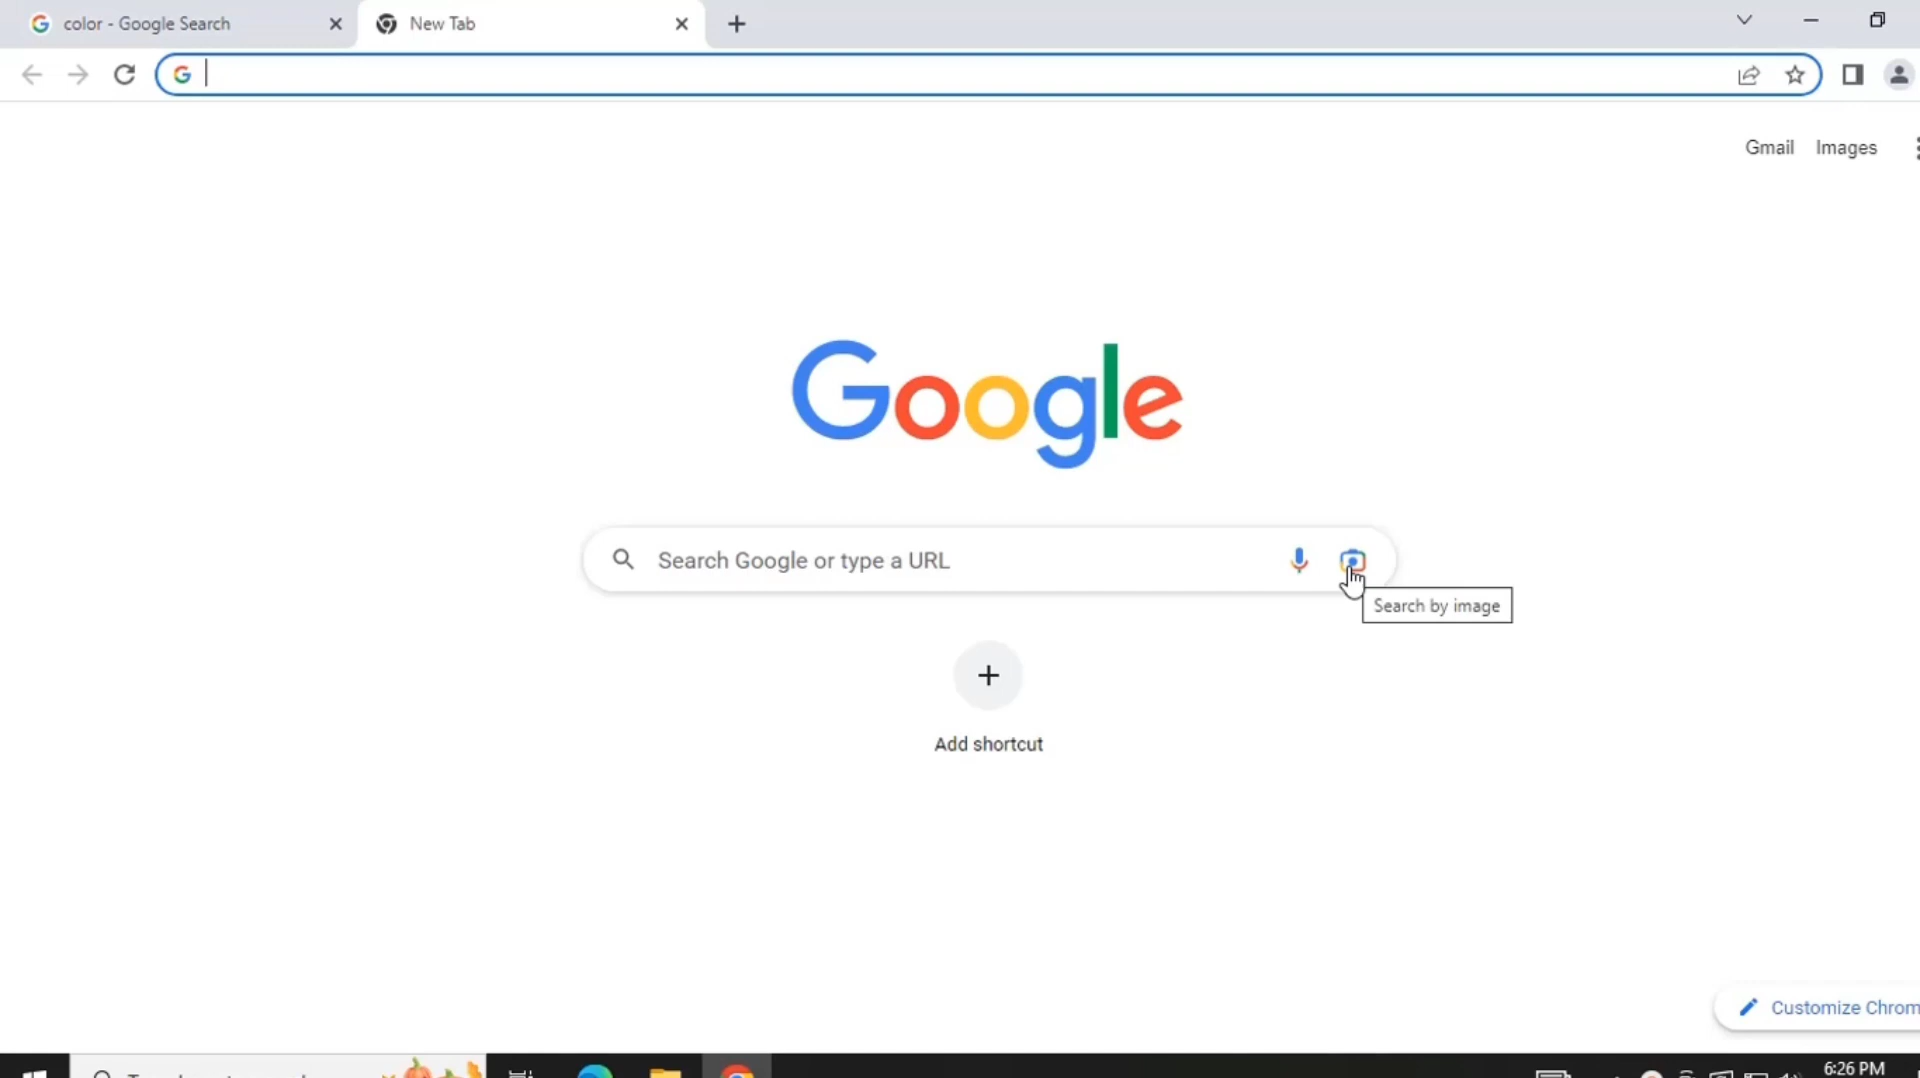 color - Google Search
New Tab
Gmail Images
Google
Search Google or type a URL
Search by image
Add shortcut
Customize Chrom
6:26 PM